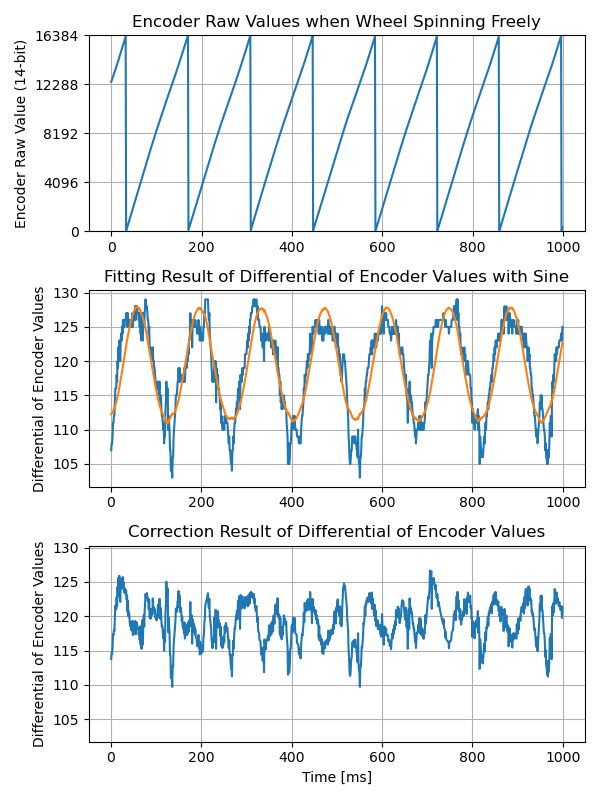 Encoder Raw Values when Wheel Spinning Freely
Encoder Raw Value (14-bit)
16384
12288
8192
4096
0
0 200 400 600 800 1000
Fitting Result of Differential of Encoder Values with Sine
Differential of Encoder Values
130
125
120
115
110
105
0 200 400 600 800 1000
Correction Result of Differential of Encoder Values
Differential of Encoder Values
130
125
120
115
110
105
0 200 400 600 800 1000
Time [ms]